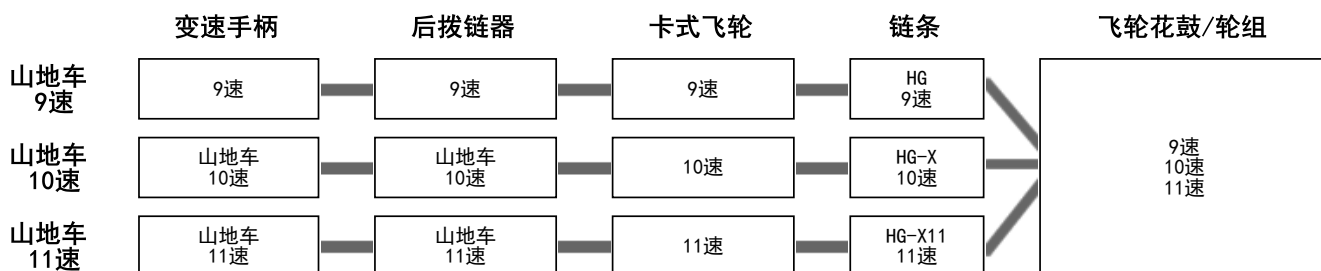 变速手柄 后拨链器 卡式飞轮 链条 飞轮花鼓/轮组
山地车
9速
9速
9速
9速
HG
9速
山地车
10速
山地车
10速
山地车
10速
10速
HG-X
10速
山地车
11速
山地车
11速
山地车
11速
11速
HG-X11
11速
9速
10速
11速